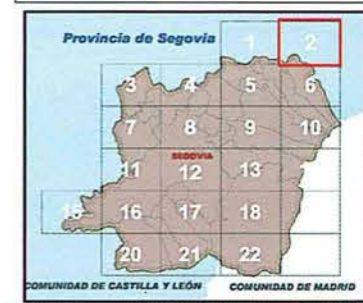 Provincia de Segovia
1 2
3 4 5 6
7 8 9 10
SEGOVIA
11 12 13
15 16 17 18
20 21 22
COMUNIDAD DE CASTILLA Y LEÓN COMUNIDAD DE MADRID